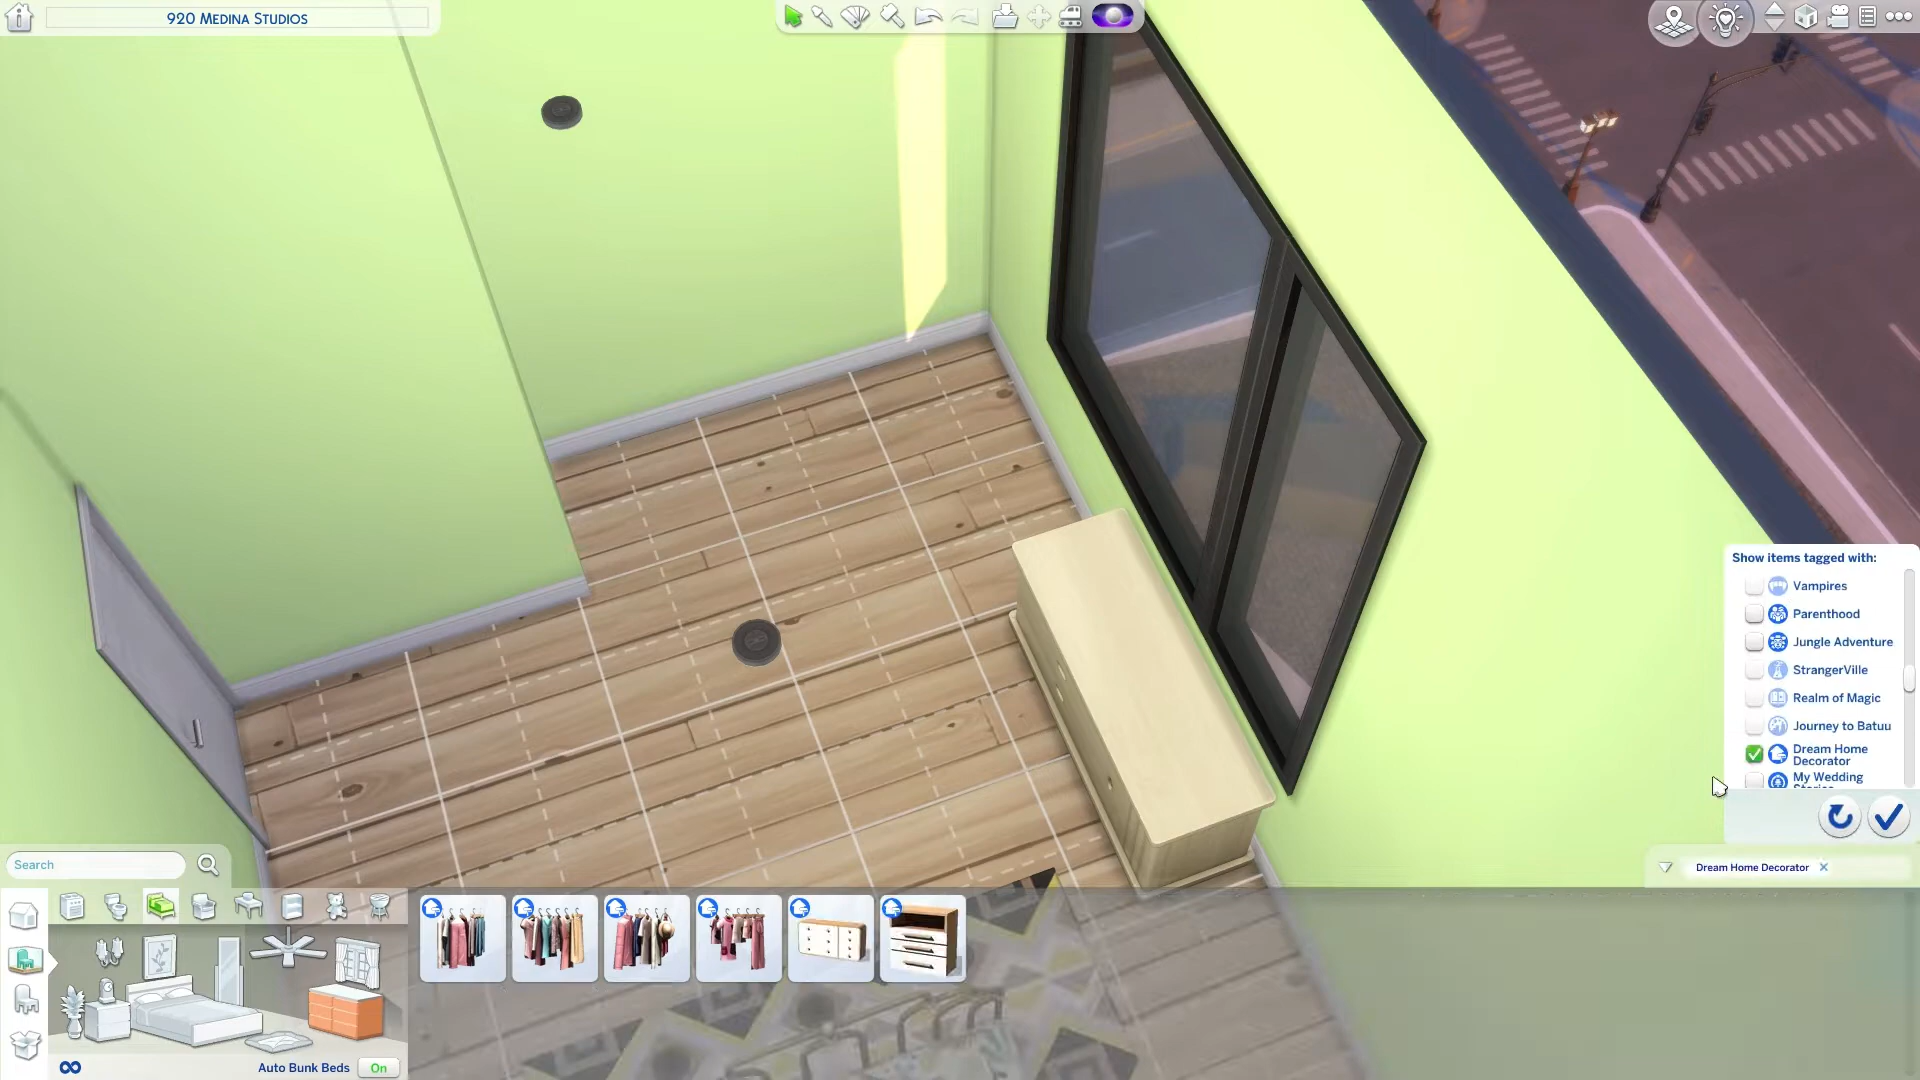 920 Medina Studios
Show items tagged with:
Vampires
Parenthood
Jungle Adventure
StrangerVille
Realm of Magic
Journey to Batuu
Dream Home
Decorator
My Wedding
Dream Home Decorator
Search
Auto Bunk Beds On